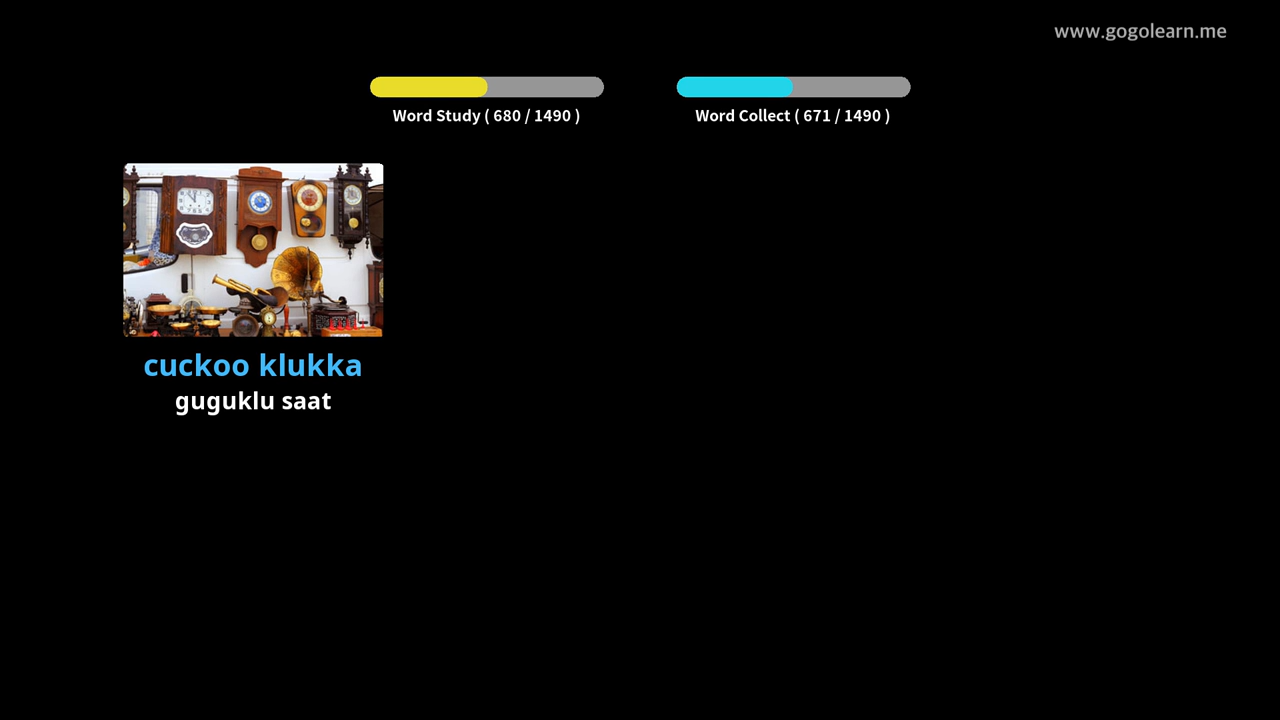 www.gogolearn.me
Word Study ( 680 / 1490 )
Word Collect ( 671 / 1490 )
cuckoo klukka
guguklu saat